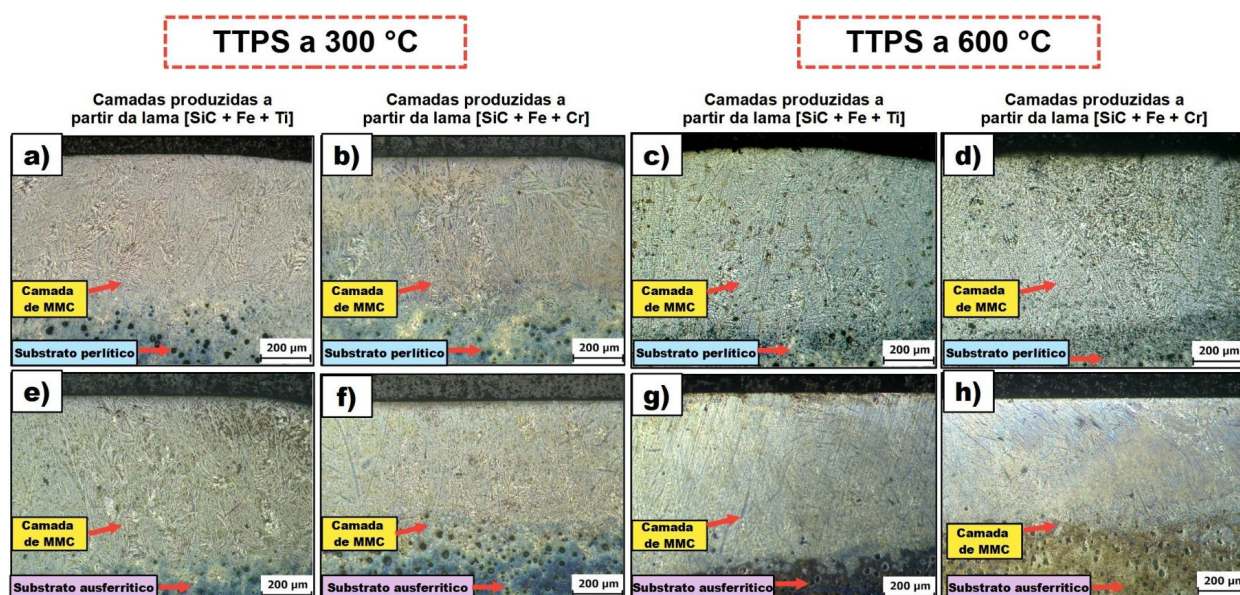 TTPS a 300 °C
TTPS a 600 °C
Camadas produzidas a
partir da lama [SiC + Fe + Ti]
Camadas produzidas a
partir da lama [SiC + Fe + Cr]
Camadas produzidas a
partir da lama [SiC + Fe + Ti]
Camadas produzidas a
partir da lama [SiC + Fe + Cr]
a)
Camada
de MMC
Substrato perlítico
200 µm
b)
Camada
de MMC
Substrato perlítico
200 µm
c)
Camada
de MMC
Substrato perlítico
200 µm
d)
Camada
de MMC
Substrato perlítico
200 µm
e)
Camada
de MMC
Substrato ausferritico
200 µm
f)
Camada
de MMC
Substrato ausferritico
200 µm
g)
Camada
de MMC
Substrato ausferritico
200 µm
h)
Camada
de MMC
Substrato ausferritico
200 µm